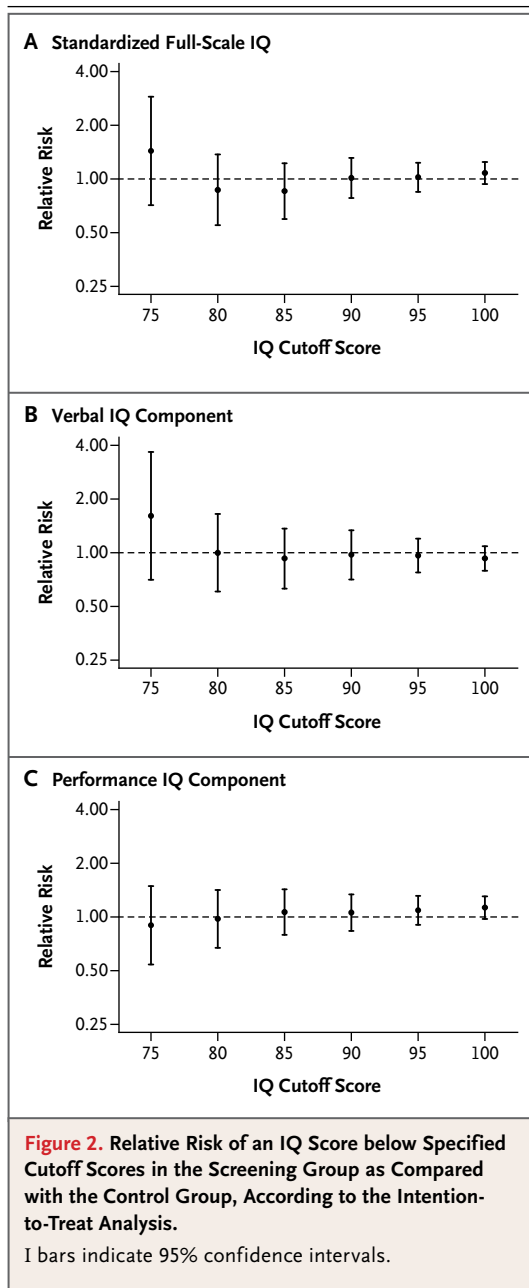 A Standardized Full-Scale IQ
4.00
2.00
1.00
0.50
0.25
Relative Risk
75 80 85 90 95 100
IQ Cutoff Score
B Verbal IQ Component
4.00
2.00
1.00
0.50
0.25
Relative Risk
75 80 85 90 95 100
IQ Cutoff Score
C Performance IQ Component
4.00
2.00
1.00
0.50
0.25
Relative Risk
75 80 85 90 95 100
IQ Cutoff Score
Figure 2. Relative Risk of an IQ Score below Specified
Cutoff Scores in the Screening Group as Compared
with the Control Group, According to the Intention-
to-Treat Analysis.
I bars indicate 95% confidence intervals.